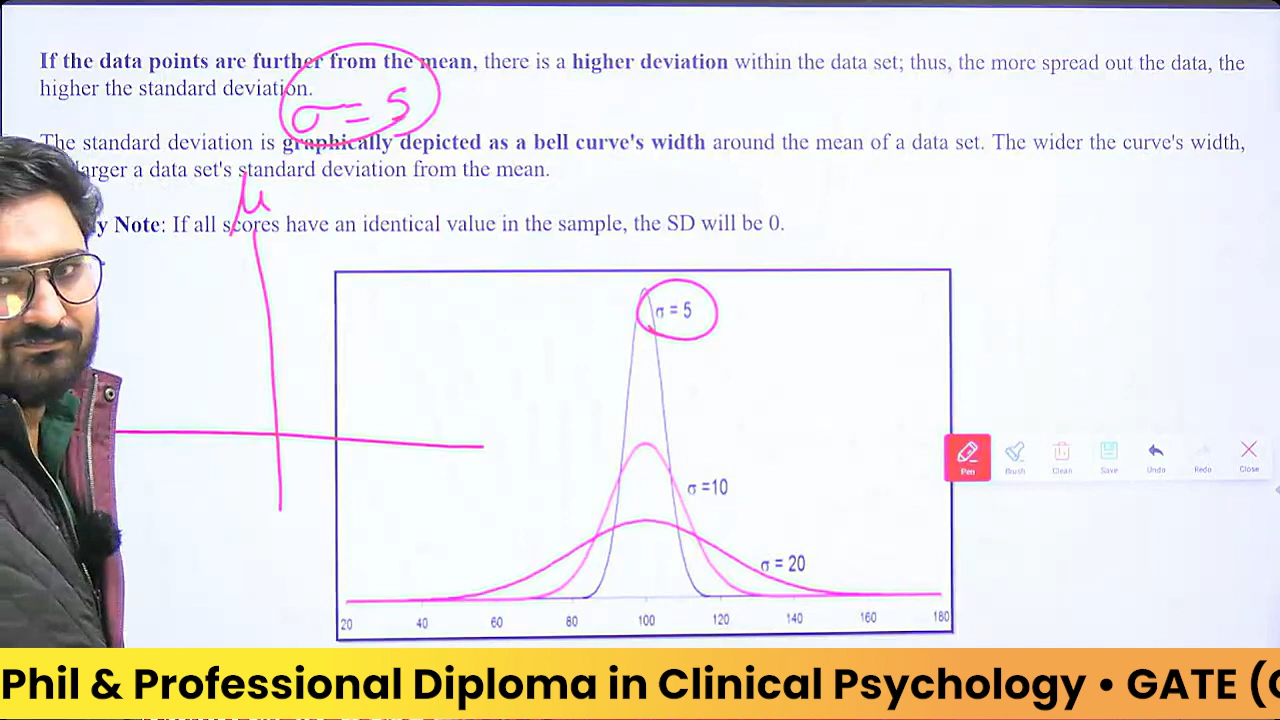 If the data points are further from the mean, there is a higher deviation within the data set; thus, the more spread out the data, the
higher the standard deviation.
σ = 5
The standard deviation is graphically depicted as a bell curve's width around the mean of a data set. The wider the curve's width,
larger a data set's standard deviation from the mean.
μ
Note: If all scores have an identical value in the sample, the SD will be 0.
σ = 5
σ =10
σ = 20
20 40 60 80 100 120 140 160 180
Pen Brush Clean Save Undo Redo Close
Phil & Professional Diploma in Clinical Psychology • GATE (